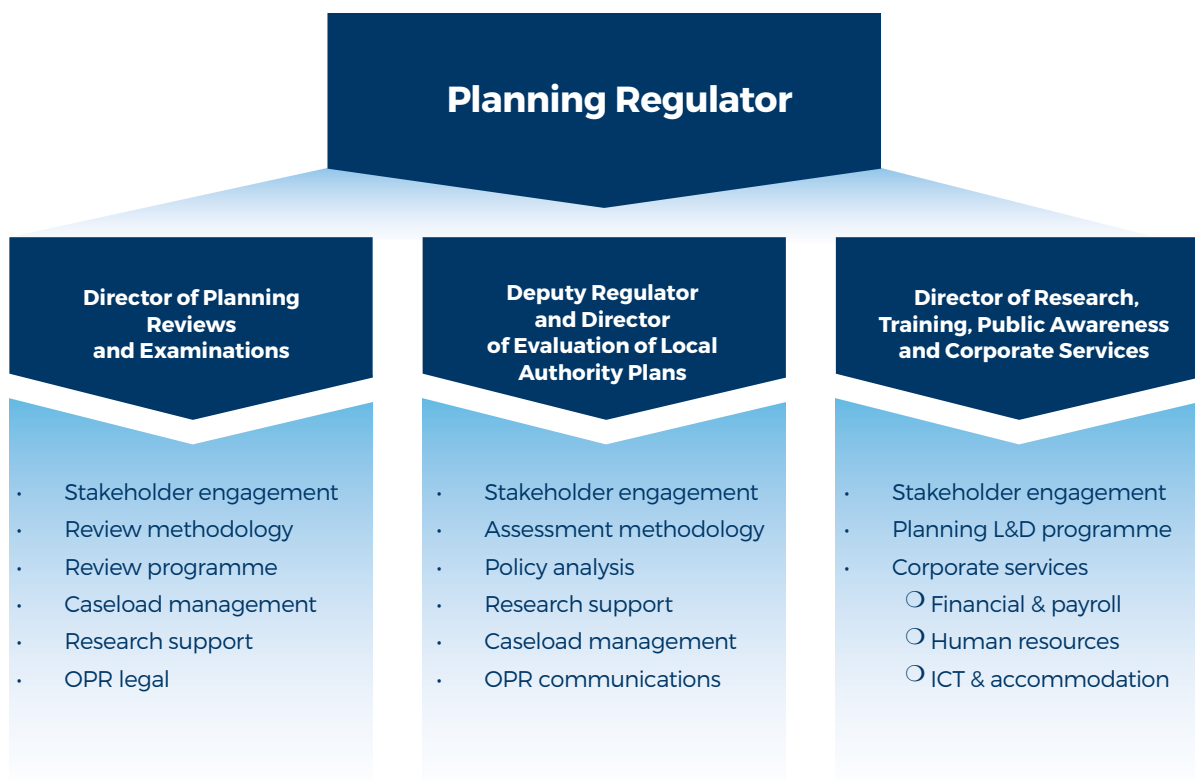 Planning Regulator
Director of Planning
Reviews
and Examinations
Deputy Regulator
and Director
of Evaluation of Local
Authority Plans
Director of Research,
Training, Public Awareness
and Corporate Services
• Stakeholder engagement
• Review methodology
• Review programme
• Caseload management
• Research support
• OPR legal
• Stakeholder engagement
• Assessment methodology
• Policy analysis
• Research support
• Caseload management
• OPR communications
• Stakeholder engagement
• Planning L&D programme
• Corporate services
❍ Financial & payroll
❍ Human resources
❍ ICT & accommodation